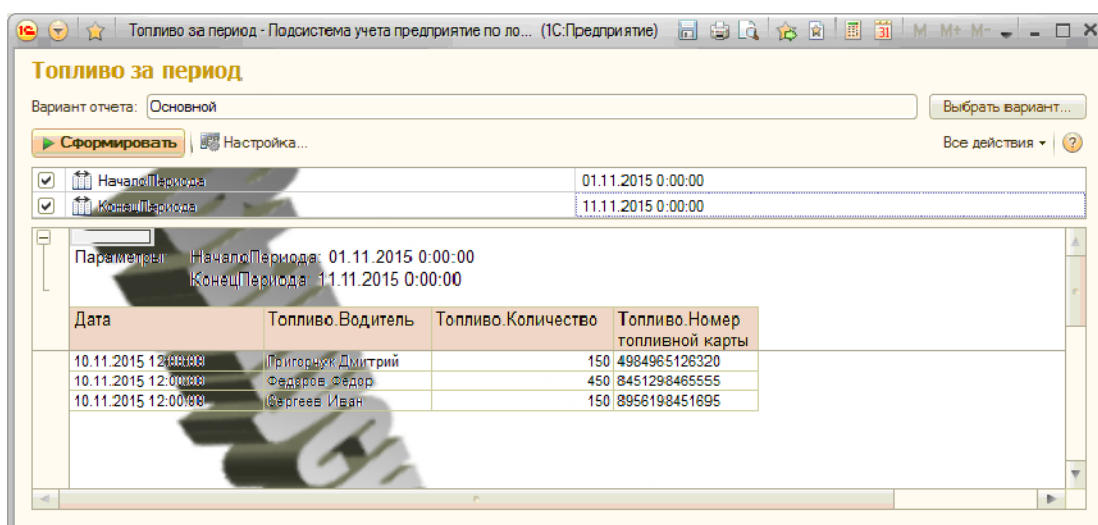 Топливо за период - Подсистема учета предприятие по ло... (1С:Предприятие) 31 M M+ M-
Топливо за период
Вариант отчета: Основной Выбрать вариант...
Сформировать Настройка... Все действия ?
НачалоПериода 01.11.2015 0:00:00
КонецПериода 11.11.2015 0:00:00
Параметры: НачалоПериода: 01.11.2015 0:00:00
КонецПериода: 11.11.2015 0:00:00
Дата Топливо.Водитель Топливо.Количество Топливо.Номер
топливной карты
10.11.2015 12:00:00 Григорчук Дмитрий 150 4984965126320
10.11.2015 12:00:00 Федоров Федор 450 8451298465555
10.11.2015 12:00:00 Сергеев Иван 150 8956198451695